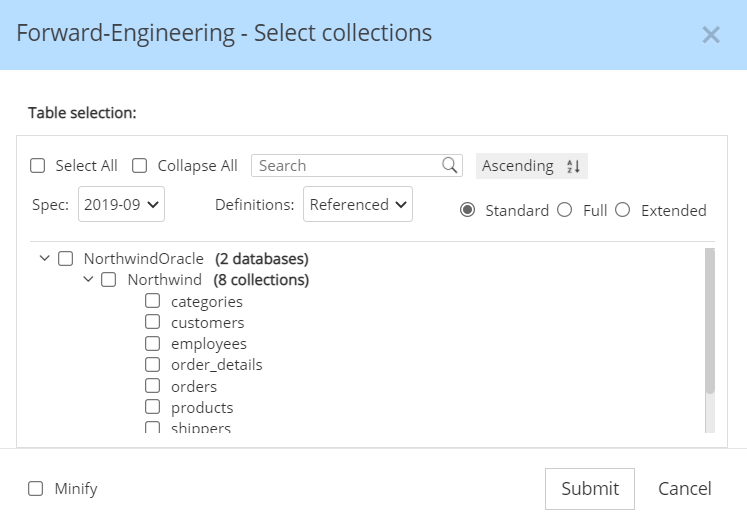 Forward-Engineering - Select collections
Table selection:
Select All Collapse All Search Ascending
Spec: 2019-09 Definitions: Referenced Standard Full Extended
NorthwindOracle (2 databases)
Northwind (8 collections)
categories
customers
employees
order_details
orders
products
shippers
Minify Submit Cancel